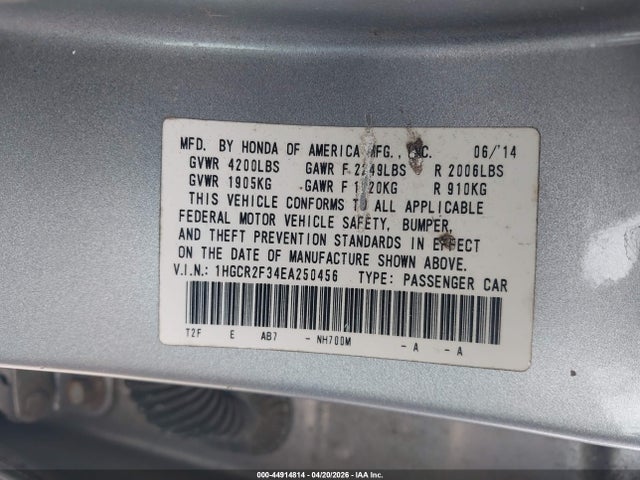 MFD. BY HONDA OF AMERICA MFG., INC. 06/'14
GVWR 4200LBS GAWR F 2249LBS R 2006LBS
GVWR 1905KG GAWR F 1020KG R 910KG
THIS VEHICLE CONFORMS TO ALL APPLICABLE
FEDERAL MOTOR VEHICLE SAFETY, BUMPER,
AND THEFT PREVENTION STANDARDS IN EFFECT
ON THE DATE OF MANUFACTURE SHOWN ABOVE.
V.I.N.: 1HGCR2F34EA250456 TYPE: PASSENGER CAR
T2F E AB7 - NH700M - A - A
000-44914814 | 04/20/2026 | IAA Inc.